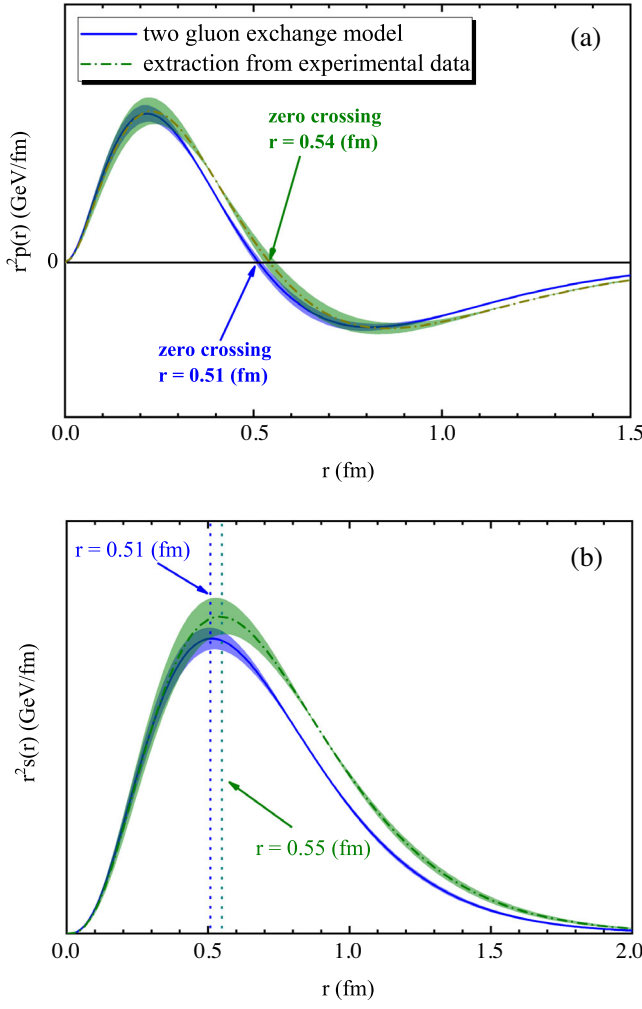 two gluon exchange model
extraction from experimental data
(a)
zero crossing
r = 0.54 (fm)
r²p(r) (GeV/fm)
0
zero crossing
r = 0.51 (fm)
0.0 0.5 1.0 1.5
r (fm)
r = 0.51 (fm)
(b)
r²s(r) (GeV/fm)
r = 0.55 (fm)
0.0 0.5 1.0 1.5 2.0
r (fm)